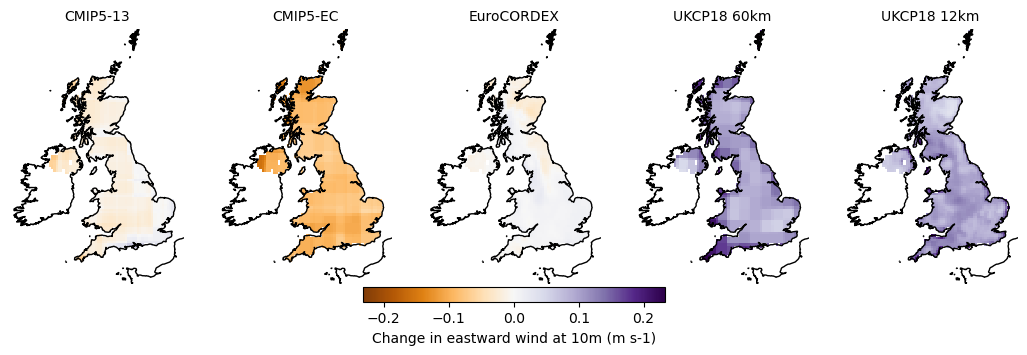 CMIP5-13 CMIP5-EC EuroCORDEX UKCP18 60km UKCP18 12km
−0.2 −0.1 0.0 0.1 0.2
Change in eastward wind at 10m (m s-1)